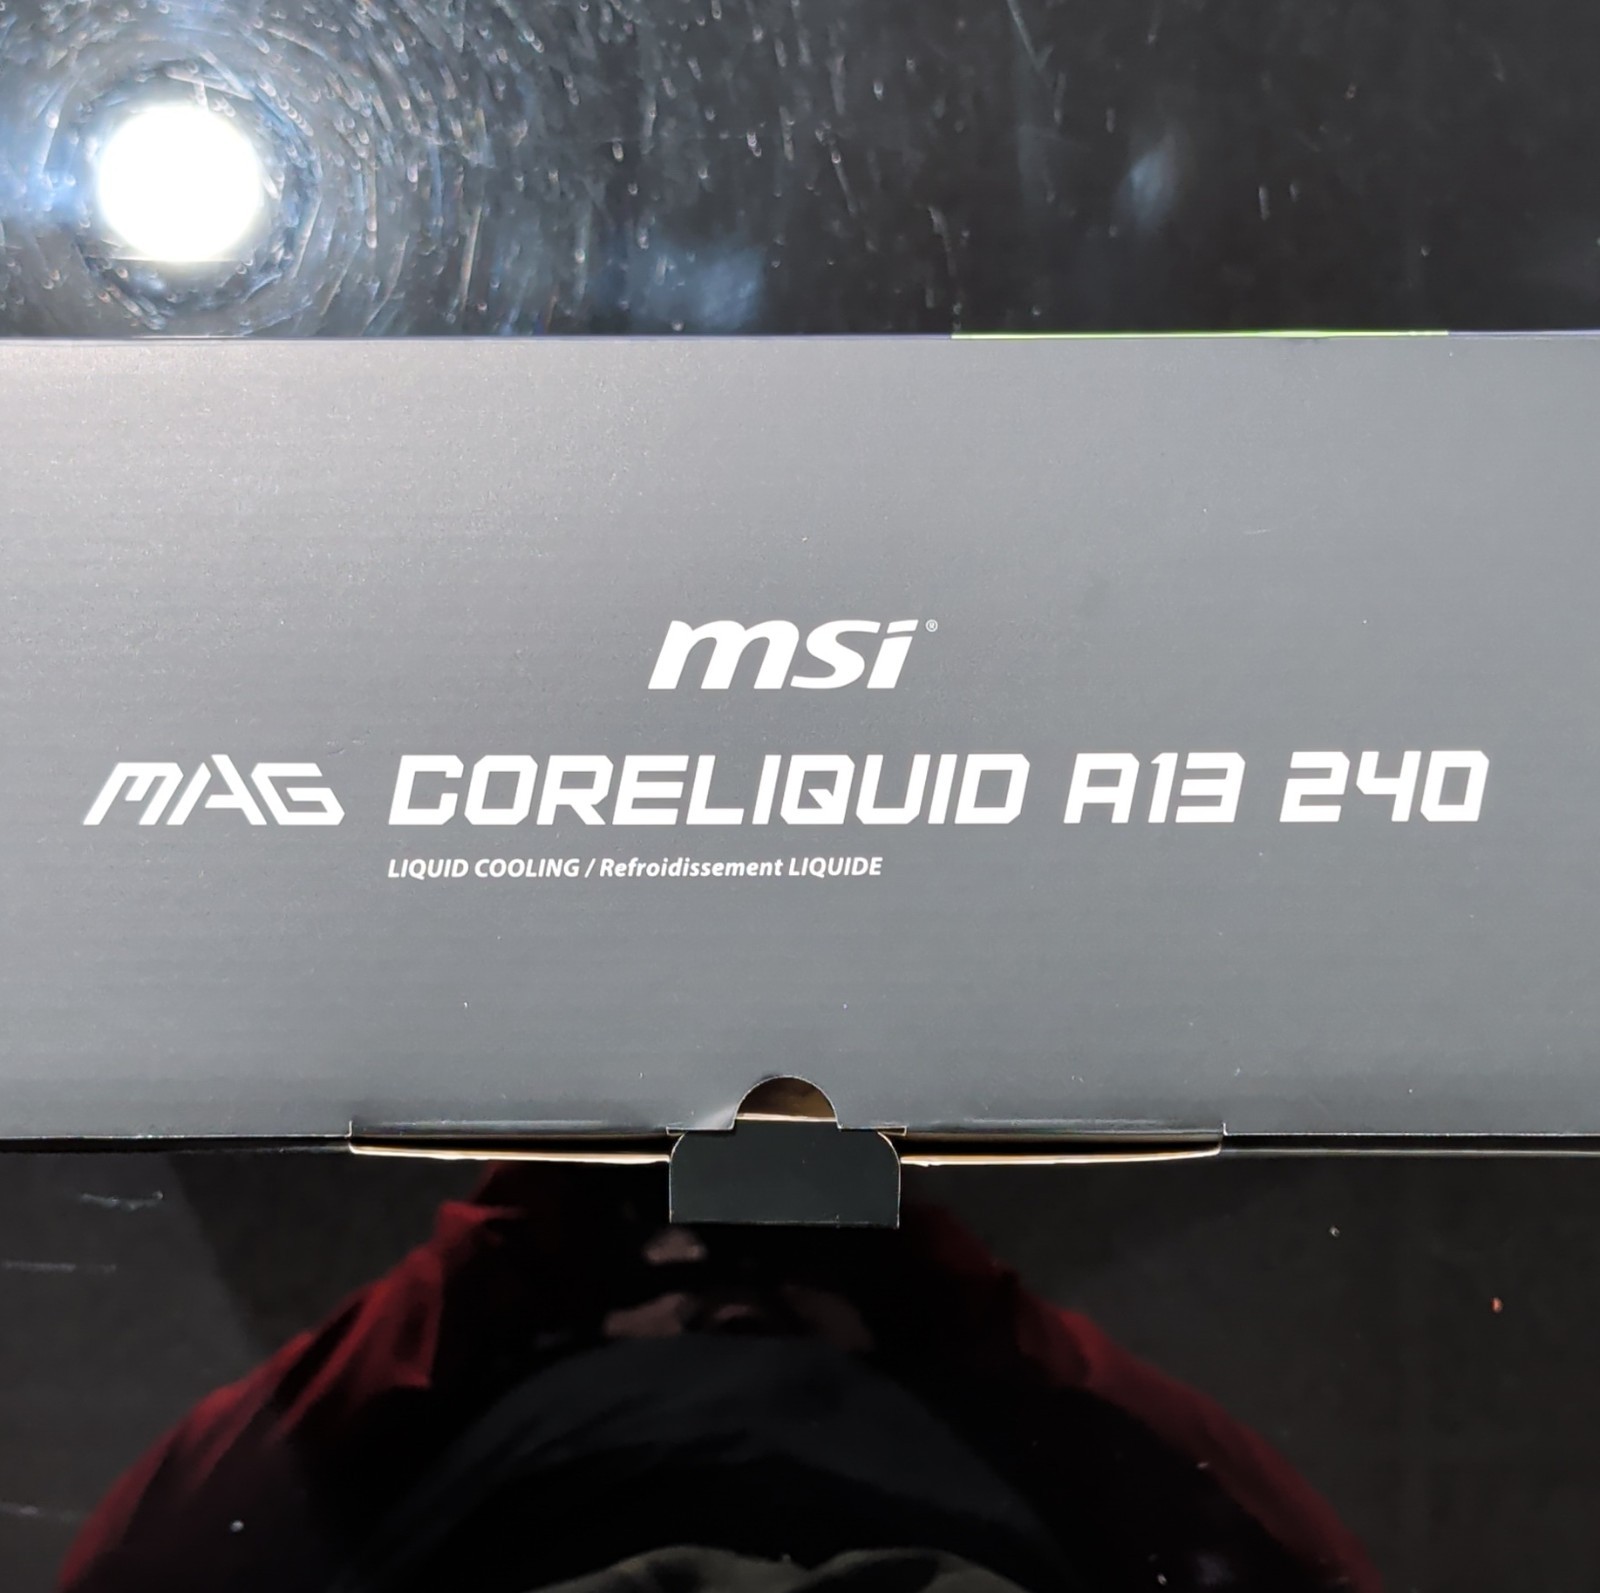 msi®
MAG CORELIQUID A13 240
LIQUID COOLING / Refroidissement LIQUIDE